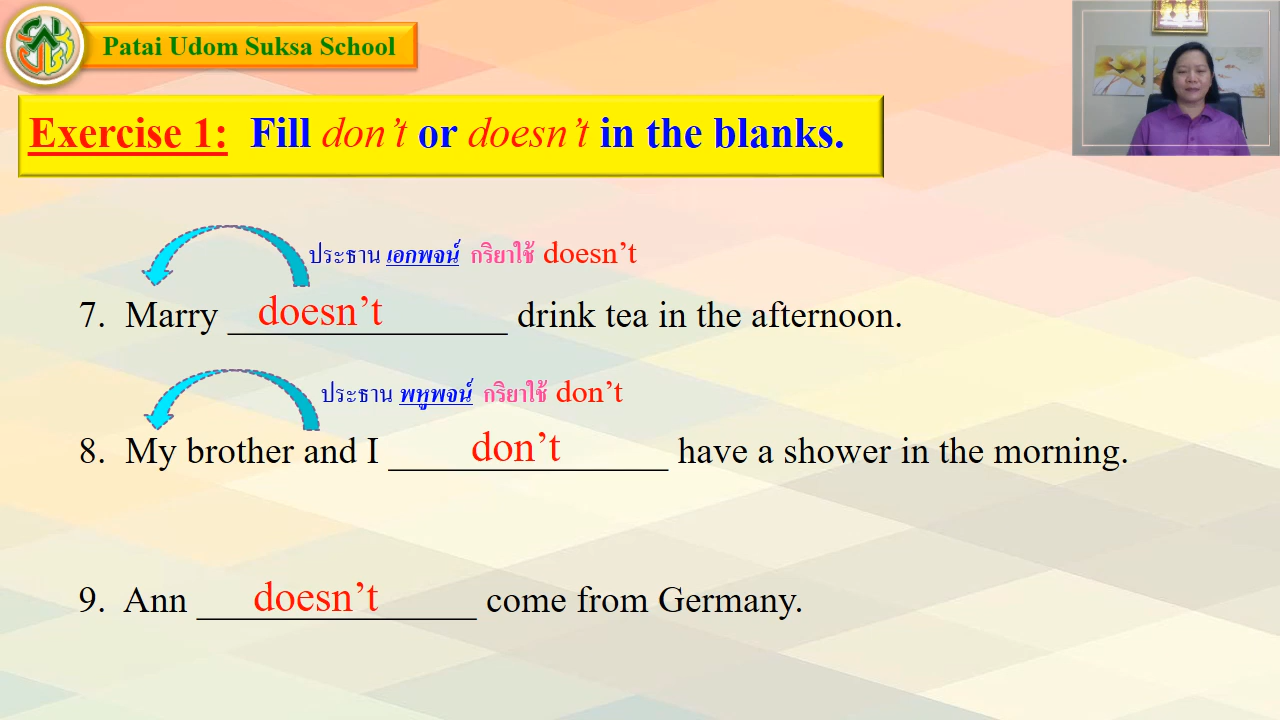 Patai Udom Suksa School
Exercise 1: Fill don’t or doesn’t in the blanks.
ประธาน เอกพจน์ กริยาใช้ doesn’t
7. Marry _______________ doesn’t drink tea in the afternoon.
ประธาน พหูพจน์ กริยาใช้ don’t
8. My brother and I _______________ don’t have a shower in the morning.
9. Ann _______________ doesn’t come from Germany.